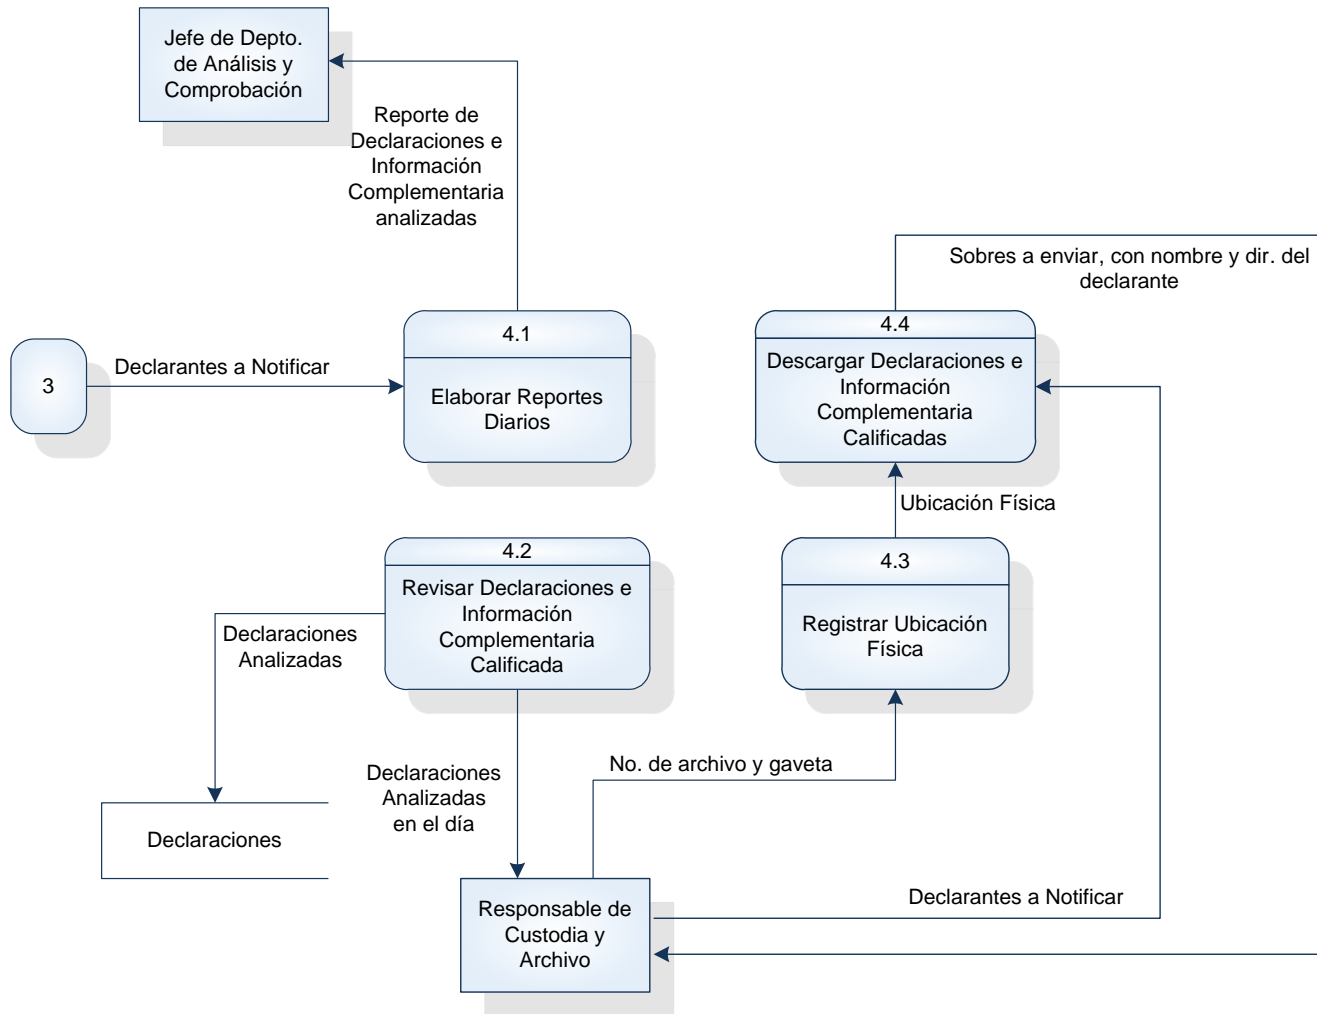 Jefe de Depto.
de Análisis y
Comprobación
Reporte de
Declaraciones e
Información
Complementaria
analizadas
Sobres a enviar, con nombre y dir. del
declarante
3
Declarantes a Notificar
4.1
Elaborar Reportes
Diarios
4.4
Descargar Declaraciones e
Información
Complementaria
Calificadas
Ubicación Física
4.2
Revisar Declaraciones e
Información
Complementaria
Calificada
4.3
Registrar Ubicación
Física
Declaraciones
Analizadas
Declaraciones
Analizadas
en el día
No. de archivo y gaveta
Declaraciones
Responsable de
Custodia y
Archivo
Declarantes a Notificar